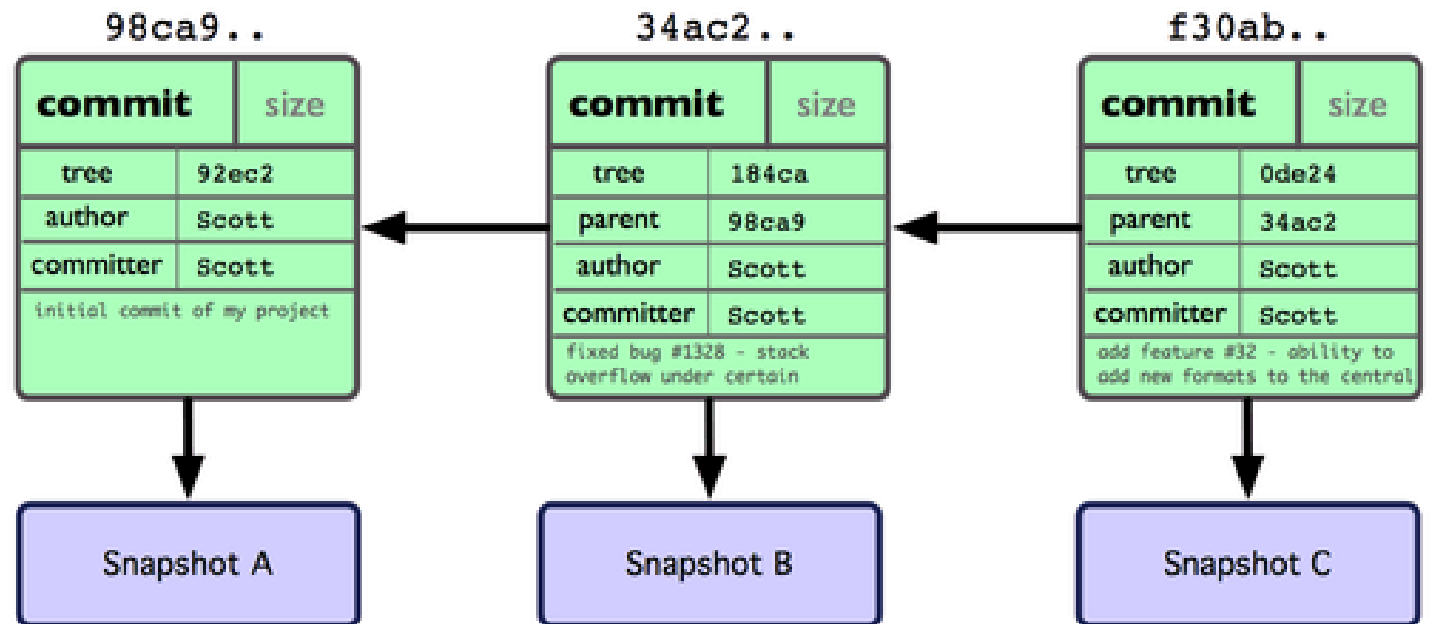 98ca9.. 34ac2.. f30ab..
commit size
tree 92ec2
author Scott
committer Scott
initial commit of my project
commit size
tree 184ca
parent 98ca9
author Scott
committer Scott
fixed bug #1328 - stack
overflow under certain
commit size
tree 0de24
parent 34ac2
author Scott
committer Scott
add feature #32 - ability to
add new formats to the central
Snapshot A
Snapshot B
Snapshot C